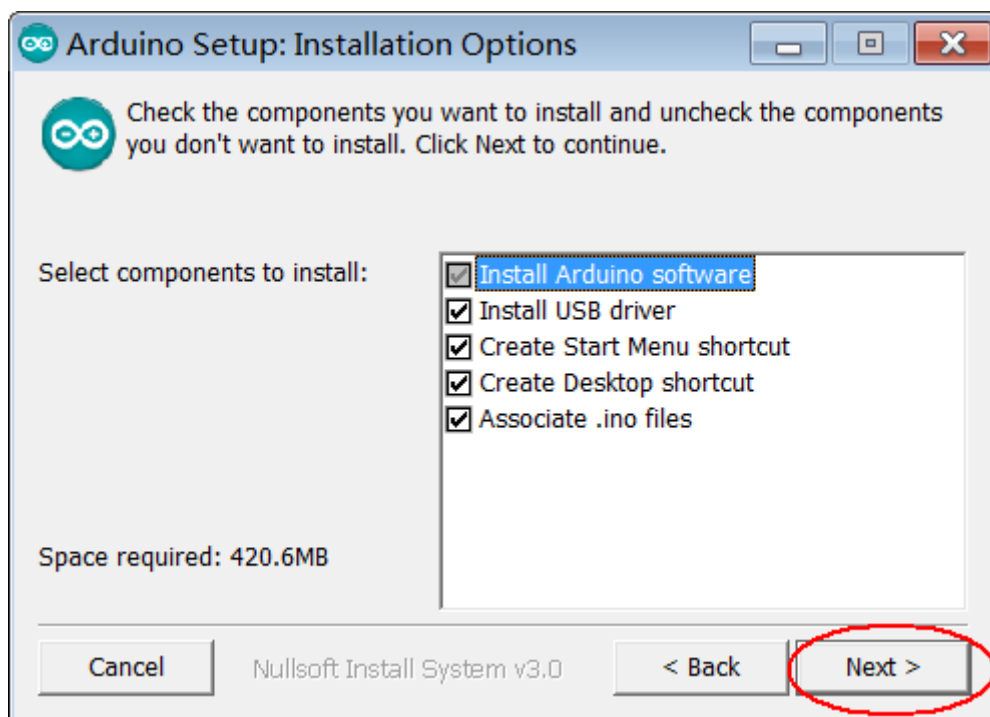 Arduino Setup: Installation Options
Check the components you want to install and uncheck the components
you don't want to install. Click Next to continue.
Select components to install:
Install Arduino software
Install USB driver
Create Start Menu shortcut
Create Desktop shortcut
Associate .ino files
Space required: 420.6MB
Cancel
Nullsoft Install System v3.0
< Back
Next >